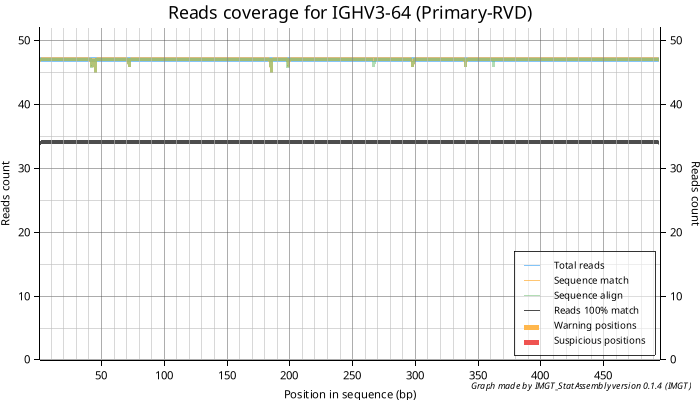 Reads coverage for IGHV3-64 (Primary-RVD)
50 50
40 40
30 30
20 20
10 10
0 0
Reads count
Reads count
Total reads
Sequence match
Sequence align
Reads 100% match
Warning positions
Suspicious positions
50 100 150 200 250 300 350 400 450
Position in sequence (bp)
Graph made by IMGT_StatAssembly version 0.1.4 (IMGT)